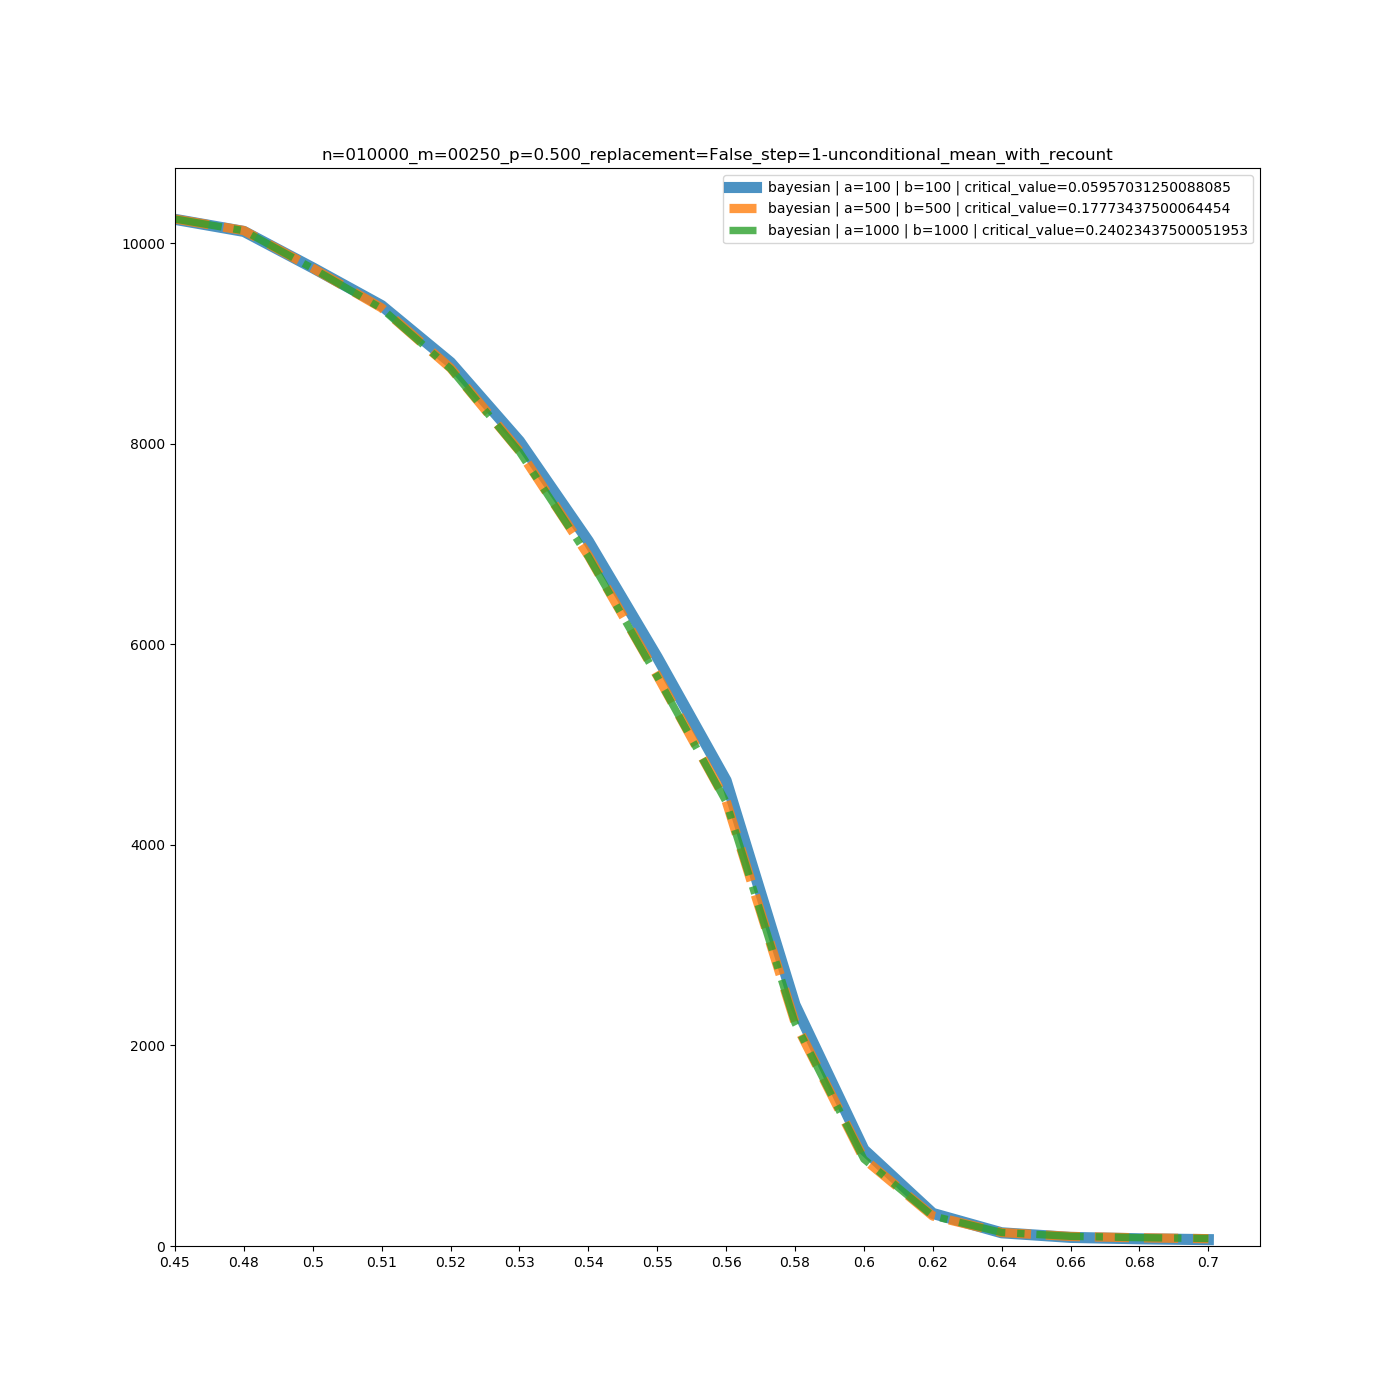 n=010000_m=00250_p=0.500_replacement=False_step=1-unconditional_mean_with_recount
bayesian | a=100 | b=100 | critical_value=0.05957031250088085
bayesian | a=500 | b=500 | critical_value=0.17773437500064454
bayesian | a=1000 | b=1000 | critical_value=0.24023437500051953
10000
8000
6000
4000
2000
0
0.45 0.48 0.5 0.51 0.52 0.53 0.54 0.55 0.56 0.58 0.6 0.62 0.64 0.66 0.68 0.7